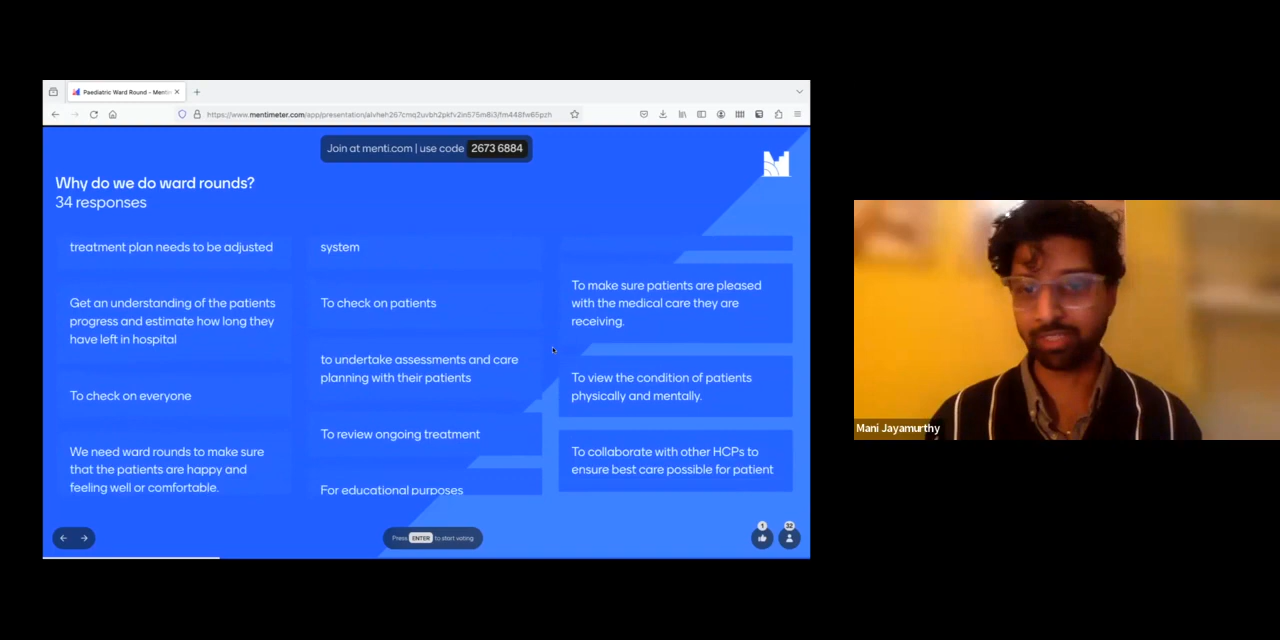 Paediatric Ward Round - Mentim
https://www.mentimeter.com/app/presentation/
Join at menti.com | use code 2673 6884
Why do we do ward rounds?
34 responses
treatment plan needs to be adjusted
Get an understanding of the patients
progress and estimate how long they
have left in hospital
To check on everyone
We need ward rounds to make sure
that the patients are happy and
feeling well or comfortable.
system
To check on patients
to undertake assessments and care
planning with their patients
To review ongoing treatment
For educational purposes
To make sure patients are pleased
with the medical care they are
receiving.
To view the condition of patients
physically and mentally.
To collaborate with other HCPs to
ensure best care possible for patient
Press ENTER to start voting
1
32
Mani Jayamurthy